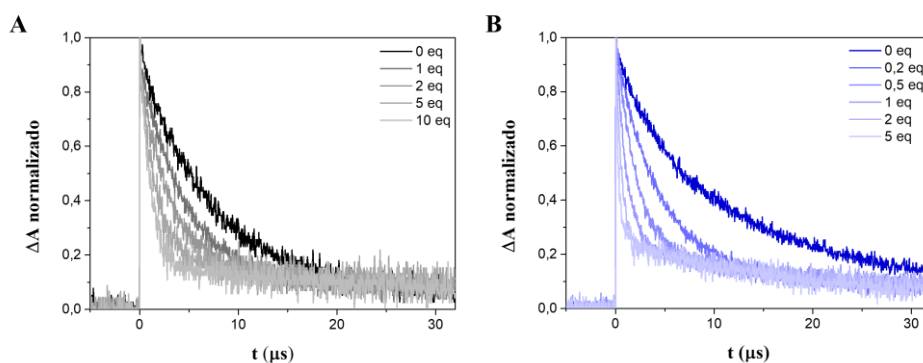 A
ΔA normalizado
1,0
0,8
0,6
0,4
0,2
0,0
0 eq
1 eq
2 eq
5 eq
10 eq
0
10
20
30
t (μs)
B
ΔA normalizado
1,0
0,8
0,6
0,4
0,2
0,0
0 eq
0,2 eq
0,5 eq
1 eq
2 eq
5 eq
0
10
20
30
t (μs)